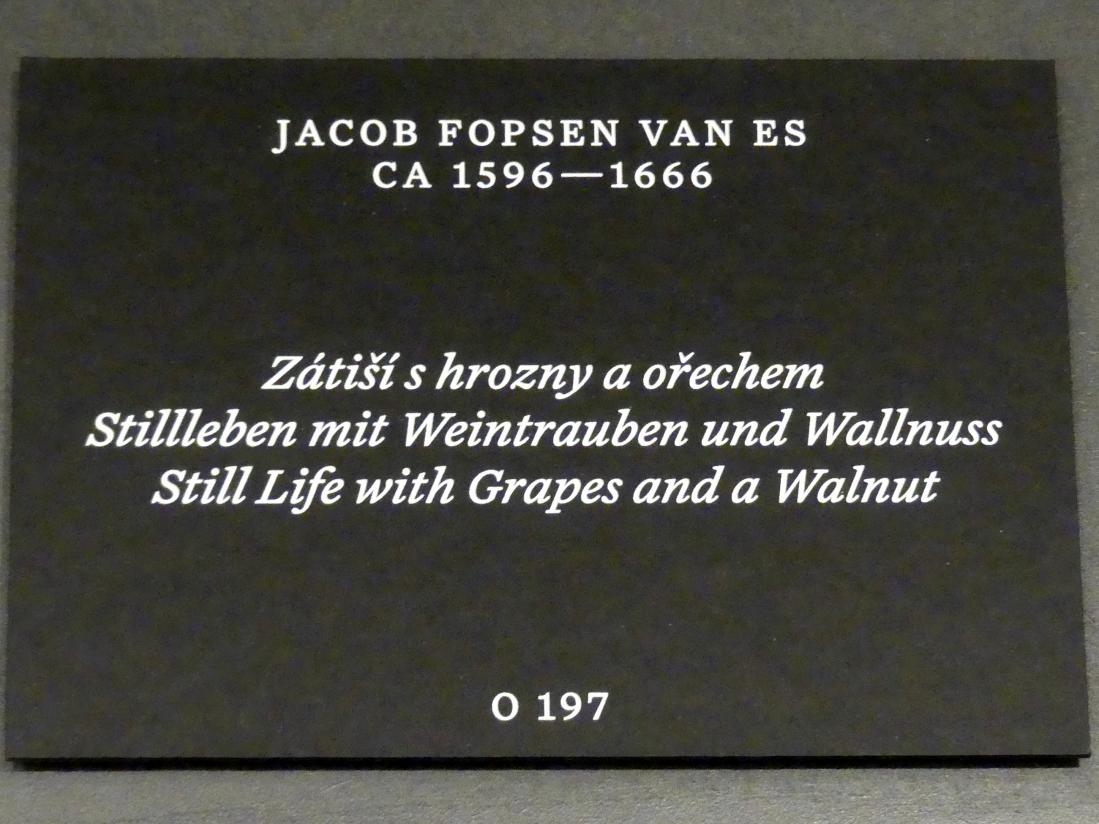 JACOB FOPSEN VAN ES
CA 1596—1666
Zátiší s hrozny a ořechem
Stillleben mit Weintrauben und Wallnuss
Still Life with Grapes and a Walnut
O 197